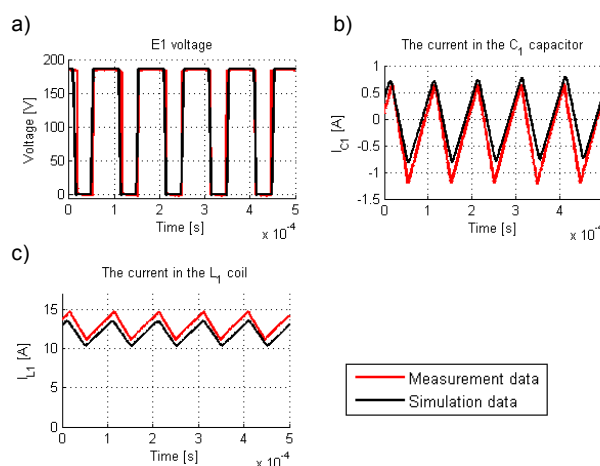 a)
E1 voltage
Voltage [V]
200
150
100
50
0
0 1 2 3 4 5
Time [s]
x 10-4
b)
The current in the C1 capacitor
IC1 [A]
1
0.5
0
-0.5
-1
-1.5
0 1 2 3 4
Time [s]
x 10-4
c)
The current in the L1 coil
IL1 [A]
15
10
5
0
0 1 2 3 4 5
Time [s]
x 10-4
Measurement data
Simulation data